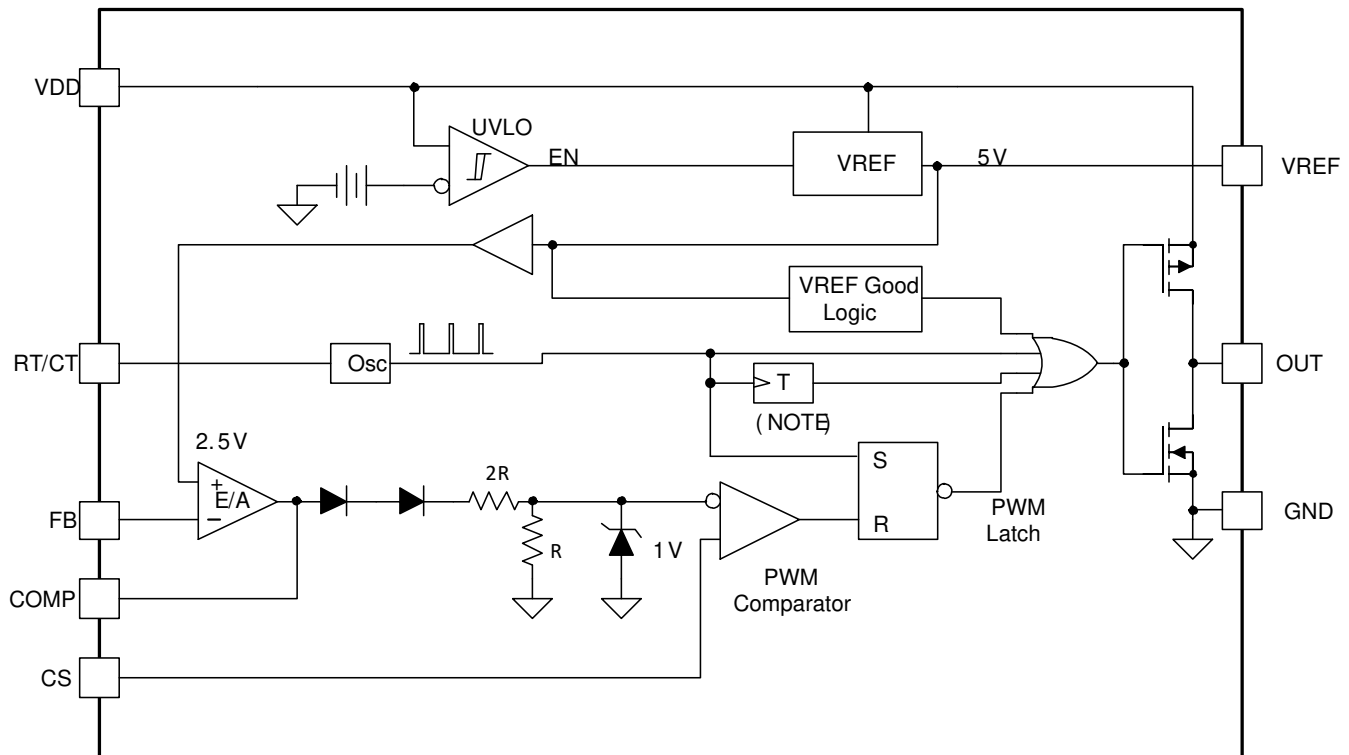 VDD
UVLO
EN
VREF
5V
VREF
VREF Good
Logic
RT/CT
Osc
T
(NOTE)
OUT
2.5V
+
E/A
−
2R
R
1V
S
R
PWM
Latch
FB
GND
PWM
Comparator
COMP
CS